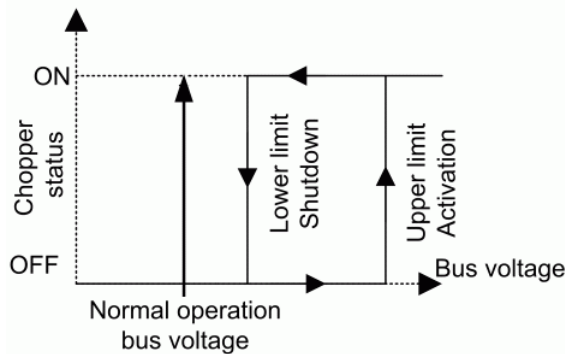 ON
Chopper
status
OFF
Lower limit
Shutdown
Upper limit
Activation
Bus voltage
Normal operation
bus voltage